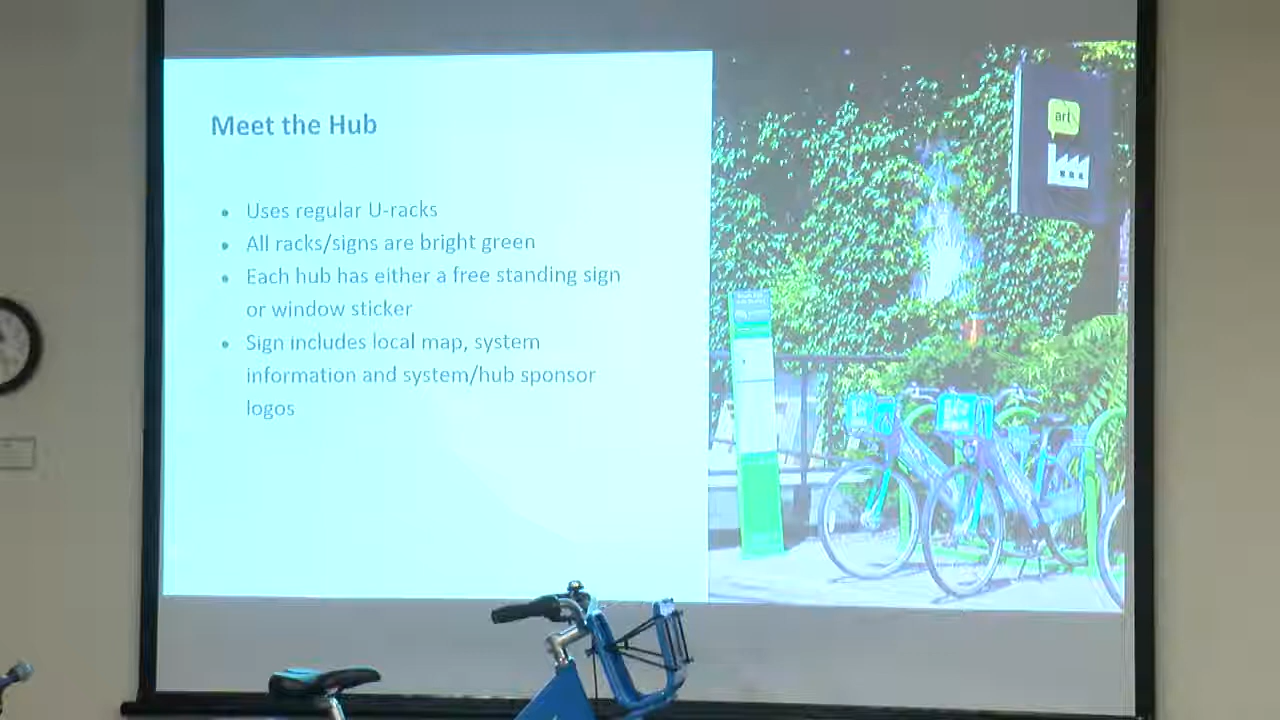 Meet the Hub
Uses regular U-racks
All racks/signs are bright green
Each hub has either a free standing sign
or window sticker
Sign includes local map, system
information and system/hub sponsor
logos
art